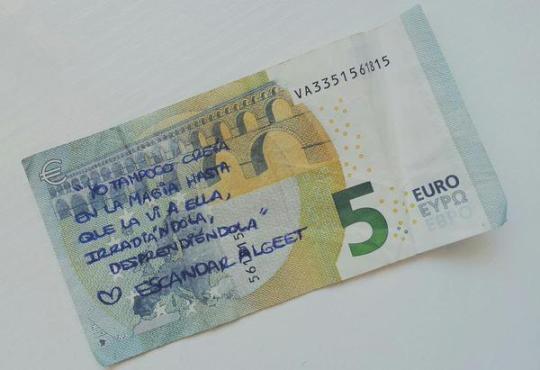 VA3351561815
"YO TAMPOCO CREÍA
EN LA MAGIA HASTA
QUE LA VI A ELLA,
IRRADIÁNDOLA,
DESPRENDIÉNDOLA"
♡ ESCANDAR ALGEET
€
5
EURO
ΕΥΡΩ
ЕВРО